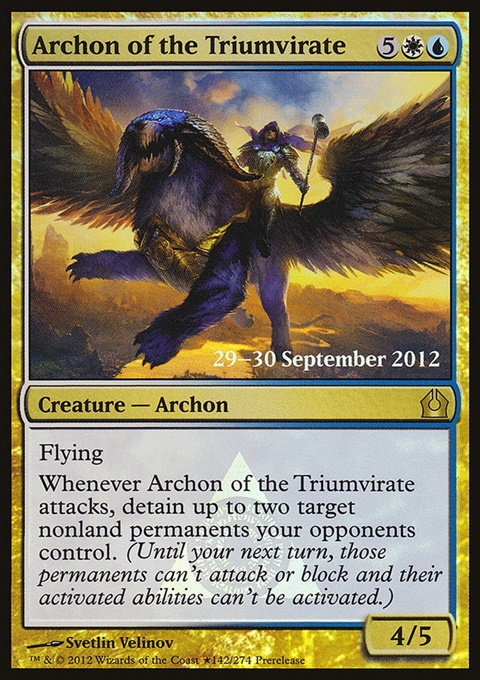 Archon of the Triumvirate 5
29–30 September 2012
Creature — Archon
Flying
Whenever Archon of the Triumvirate
attacks, detain up to two target
nonland permanents your opponents
control. (Until your next turn, those
permanents can't attack or block and their
activated abilities can't be activated.)
Svetlin Velinov
4/5
™ & © 2012 Wizards of the Coast ★142/274 Prerelease